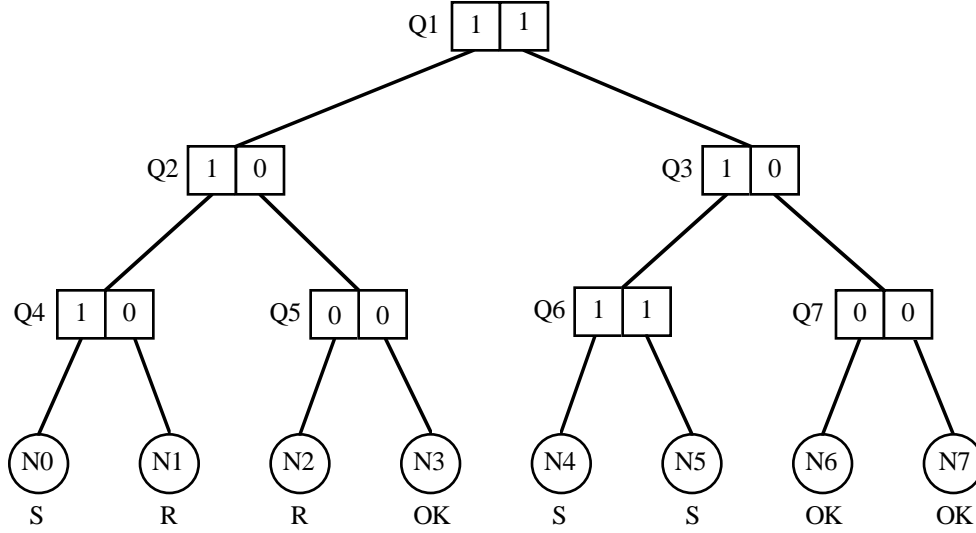 Q1 1 1
Q2 1 0 Q3 1 0
Q4 1 0 Q5 0 0 Q6 1 1 Q7 0 0
N0 N1 N2 N3 N4 N5 N6 N7
S R R OK S S OK OK